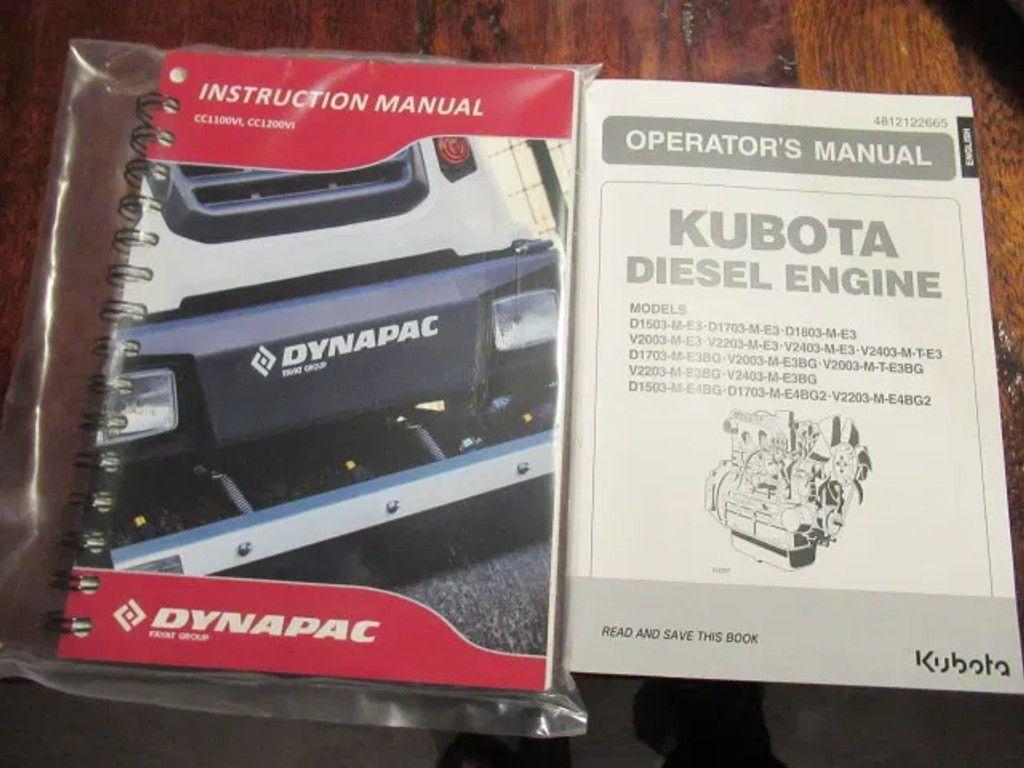 INSTRUCTION MANUAL
CC1100VI, CC1200VI
DYNAPAC
FAYAT GROUP
DYNAPAC
FAYAT GROUP
4812122665
ENGLISH
OPERATOR'S MANUAL
KUBOTA
DIESEL ENGINE
MODELS
D1503-M-E3·D1703-M-E3·D1803-M-E3
V2003-M-E3·V2203-M-E3·V2403-M-E3·V2403-M-T-E3
D1703-M-E3BG·V2003-M-E3BG·V2003-M-T-E3BG
V2203-M-E3BG·V2403-M-E3BG
D1503-M-E4BG·D1703-M-E4BG2·V2203-M-E4BG2
READ AND SAVE THIS BOOK
Kubota